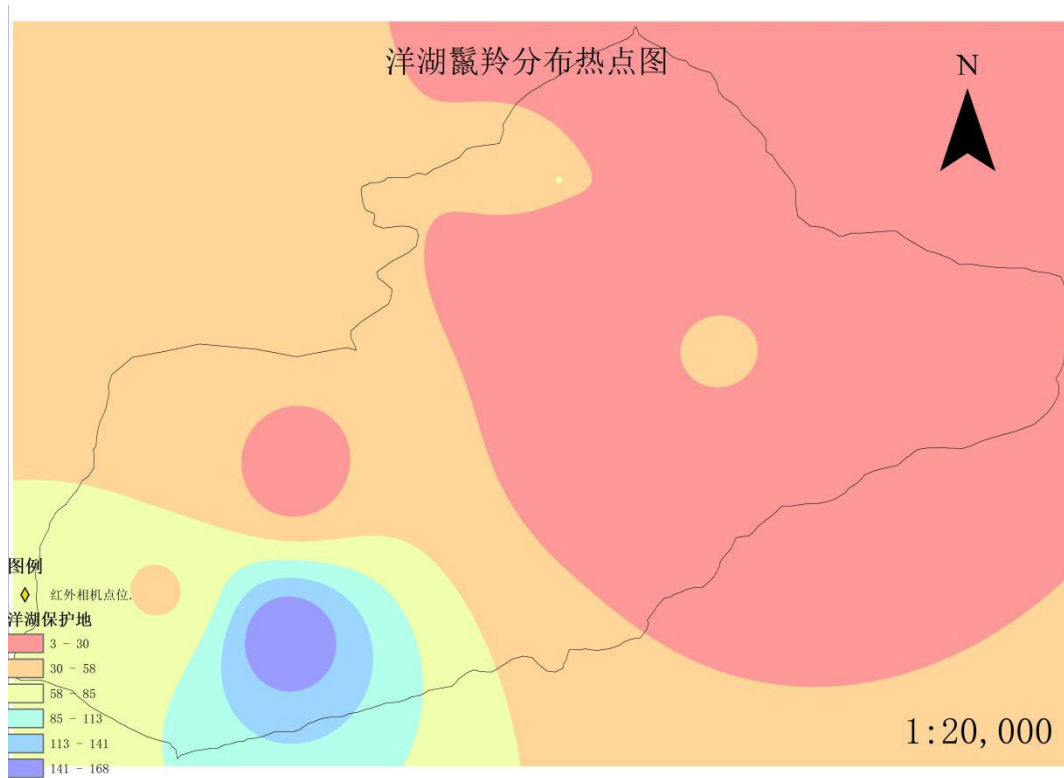 洋湖鬣羚分布热点图
N
图例
红外相机点位.
洋湖保护地
3 - 30
30 - 58
58 - 85
85 - 113
113 - 141
141 - 168
1:20,000